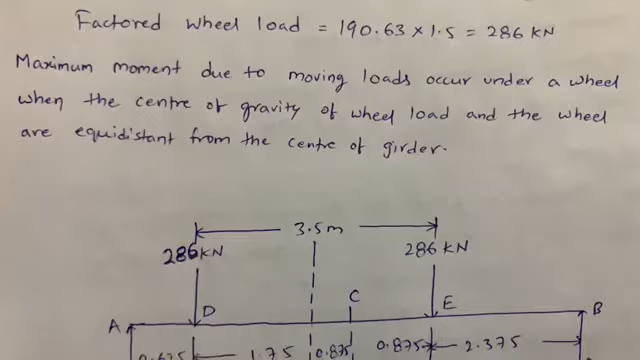 Factored wheel load = 190.63 x 1.5 = 286 KN
Maximum moment due to moving loads occur under a wheel
when the centre of gravity of wheel load and the wheel
are equidistant from the centre of girder.
3.5m
286KN 286 KN
D C E B
A
0.625 1.75 0.875 0.875 2.375